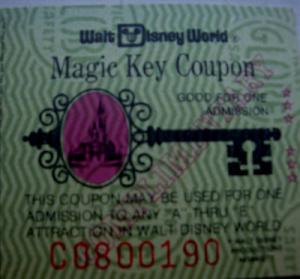 Walt Disney World ®
Magic Key Coupon
GOOD FOR ONE
ADMISSION
THIS COUPON MAY BE USED FOR ONE
ADMISSION TO ANY "A" THRU "E"
ATTRACTION IN WALT DISNEY WORLD
C0800190